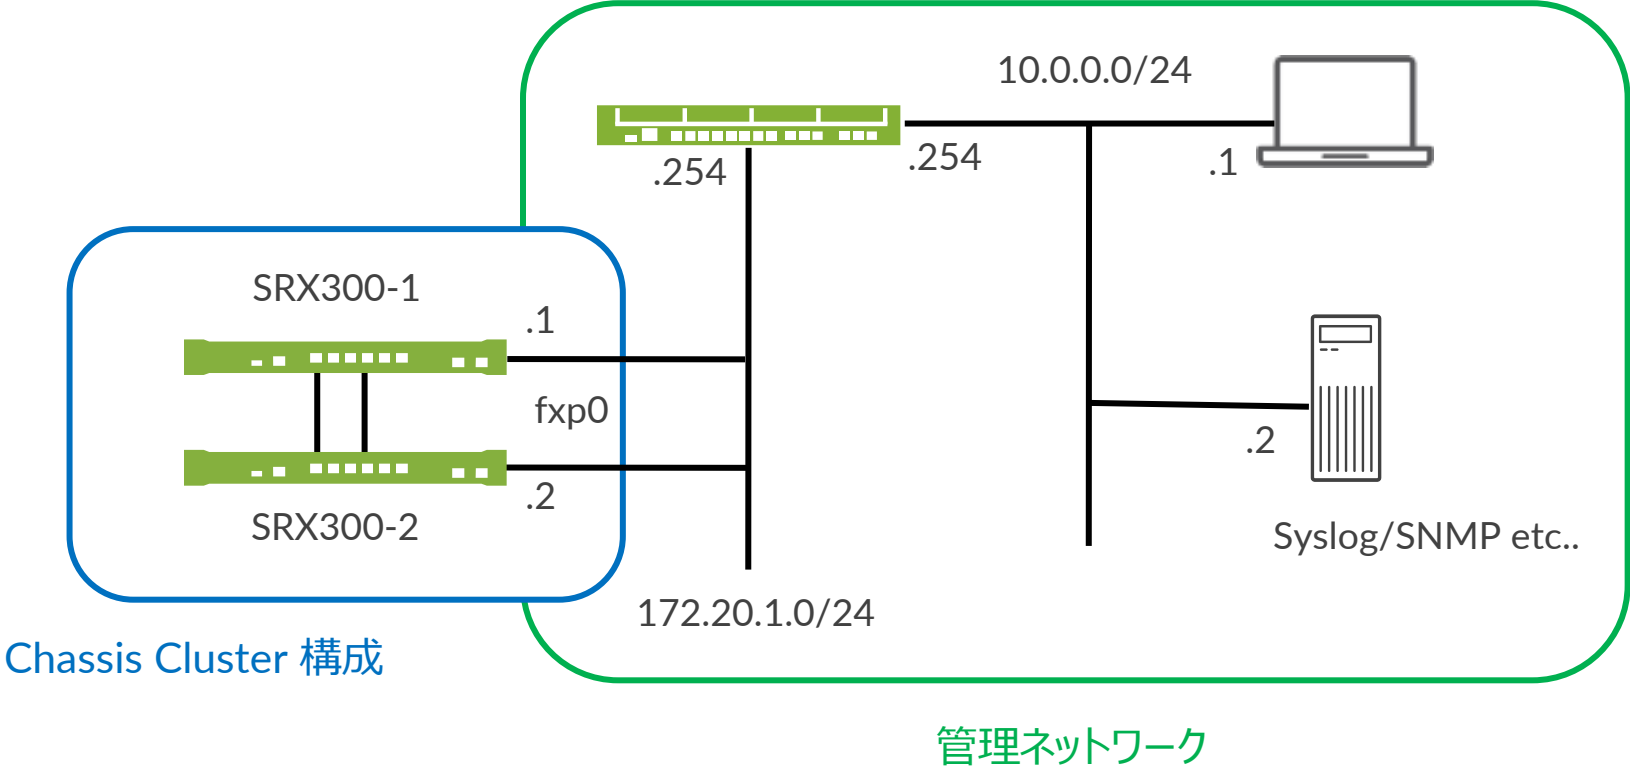 10.0.0.0/24
.254
.254
.1
SRX300-1
.1
fxp0
.2
SRX300-2
.2
Syslog/SNMP etc..
172.20.1.0/24
Chassis Cluster 構成
管理ネットワーク